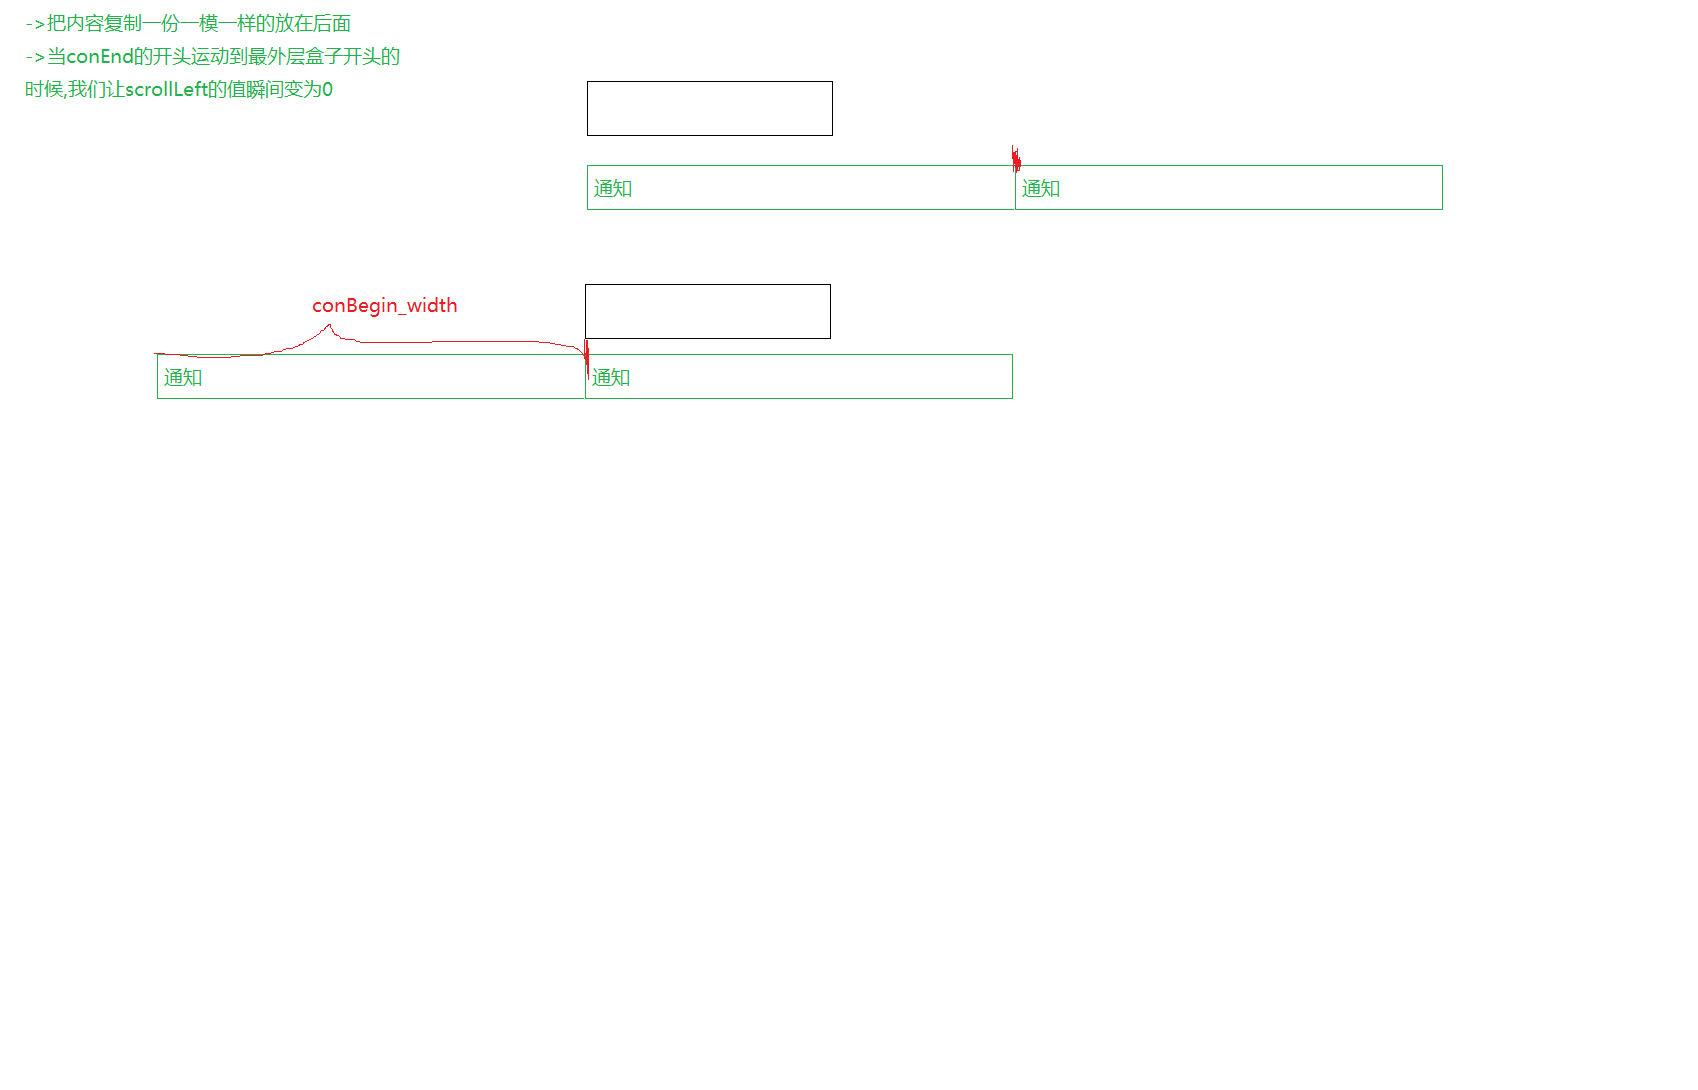 ->把内容复制一份一模一样的放在后面
->当conEnd的开头运动到最外层盒子开头的
时候,我们让scrollLeft的值瞬间变为0
通知
通知
conBegin_width
通知
通知